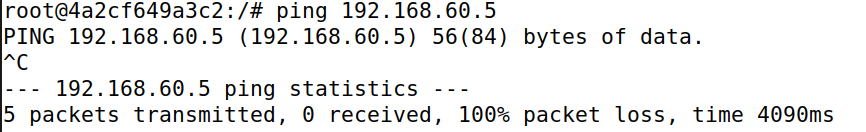 root@4a2cf649a3c2:/# ping 192.168.60.5
PING 192.168.60.5 (192.168.60.5) 56(84) bytes of data.
^C
--- 192.168.60.5 ping statistics ---
5 packets transmitted, 0 received, 100% packet loss, time 4090ms